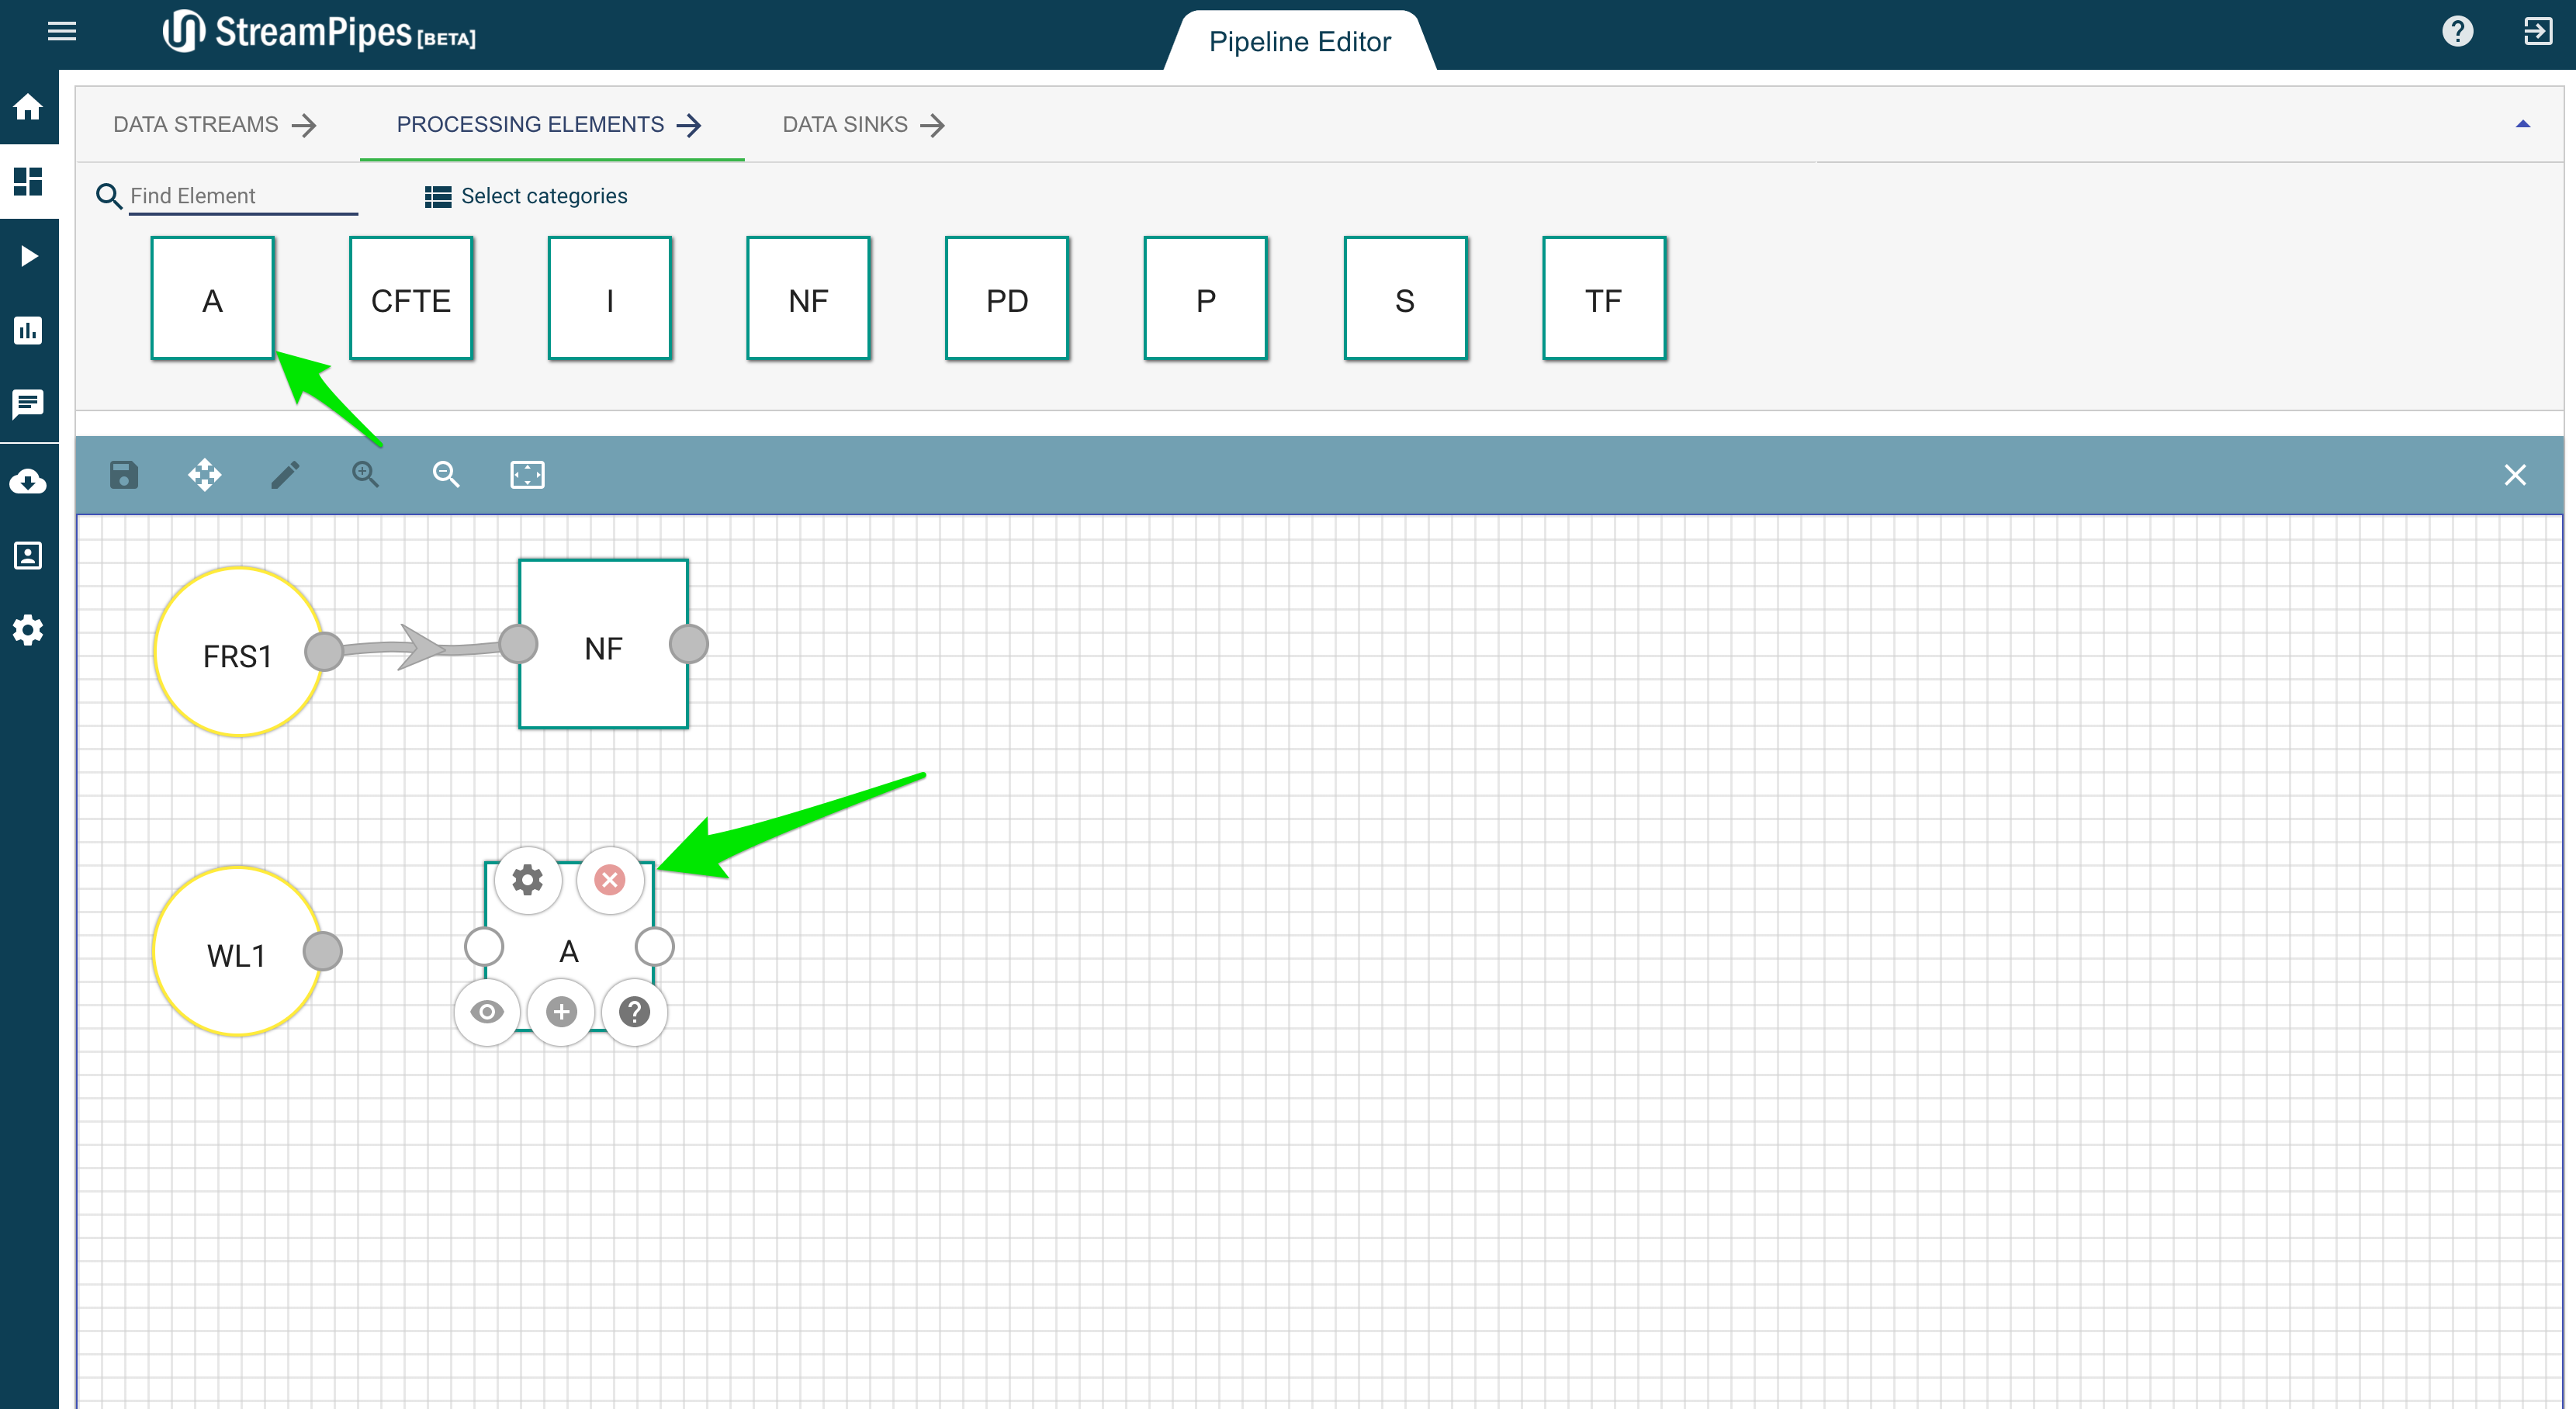 StreamPipes [BETA]
Pipeline Editor
DATA STREAMS
PROCESSING ELEMENTS
DATA SINKS
Find Element
Select categories
A
CFTE
I
NF
PD
P
S
TF
FRS1
NF
WL1
A